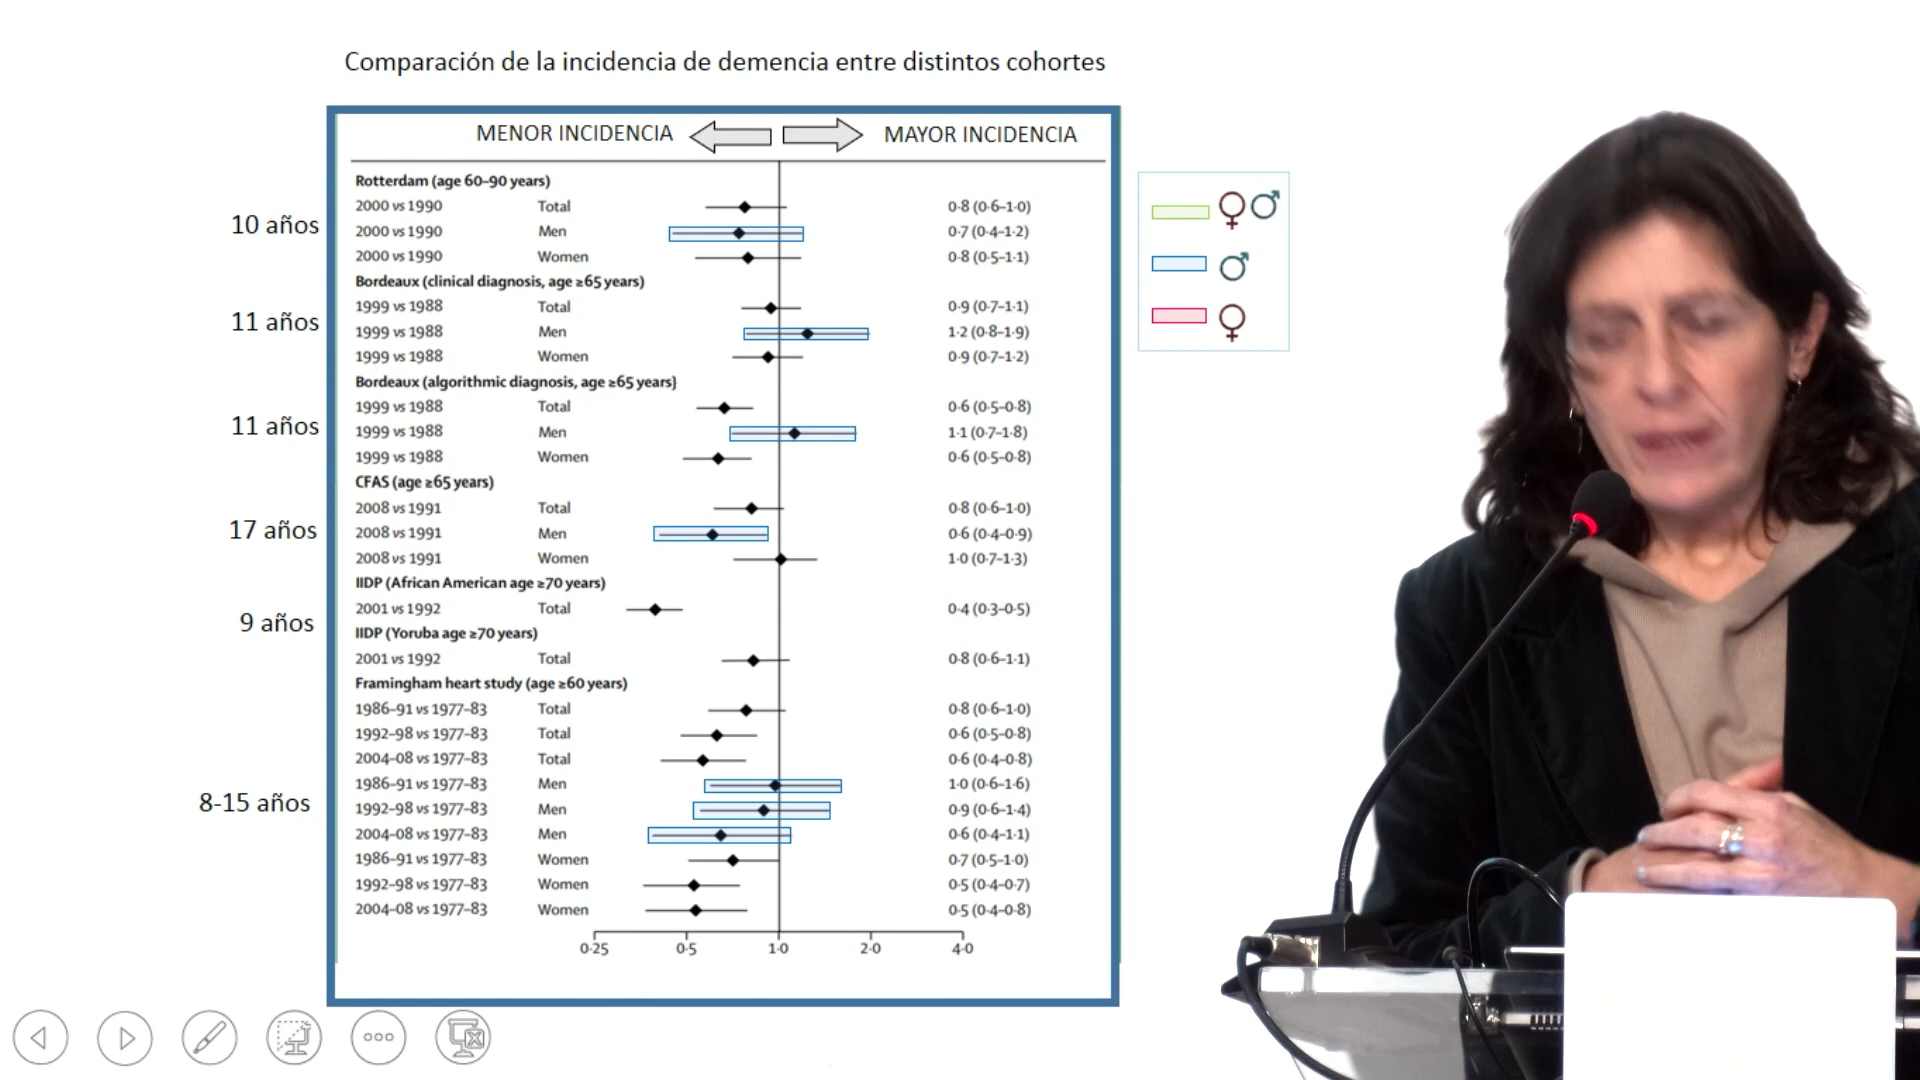 Comparación de la incidencia de demencia entre distintos cohortes
MENOR INCIDENCIA MAYOR INCIDENCIA
Rotterdam (age 60–90 years)
2000 vs 1990 Total 0·8 (0·6–1·0)
10 años
2000 vs 1990 Men 0·7 (0·4–1·2)
2000 vs 1990 Women 0·8 (0·5–1·1)
Bordeaux (clinical diagnosis, age ≥65 years)
1999 vs 1988 Total 0·9 (0·7–1·1)
11 años
1999 vs 1988 Men 1·2 (0·8–1·9)
1999 vs 1988 Women 0·9 (0·7–1·2)
Bordeaux (algorithmic diagnosis, age ≥65 years)
1999 vs 1988 Total 0·6 (0·5–0·8)
11 años
1999 vs 1988 Men 1·1 (0·7–1·8)
1999 vs 1988 Women 0·6 (0·5–0·8)
CFAS (age ≥65 years)
2008 vs 1991 Total 0·8 (0·6–1·0)
17 años
2008 vs 1991 Men 0·6 (0·4–0·9)
2008 vs 1991 Women 1·0 (0·7–1·3)
IIDP (African American age ≥70 years)
2001 vs 1992 Total 0·4 (0·3–0·5)
9 años
IIDP (Yoruba age ≥70 years)
2001 vs 1992 Total 0·8 (0·6–1·1)
Framingham heart study (age ≥60 years)
1986–91 vs 1977–83 Total 0·8 (0·6–1·0)
1992–98 vs 1977–83 Total 0·6 (0·5–0·8)
2004–08 vs 1977–83 Total 0·6 (0·4–0·8)
1986–91 vs 1977–83 Men 1·0 (0·6–1·6)
8-15 años
1992–98 vs 1977–83 Men 0·9 (0·6–1·4)
2004–08 vs 1977–83 Men 0·6 (0·4–1·1)
1986–91 vs 1977–83 Women 0·7 (0·5–1·0)
1992–98 vs 1977–83 Women 0·5 (0·4–0·7)
2004–08 vs 1977–83 Women 0·5 (0·4–0·8)
0·25 0·5 1·0 2·0 4·0